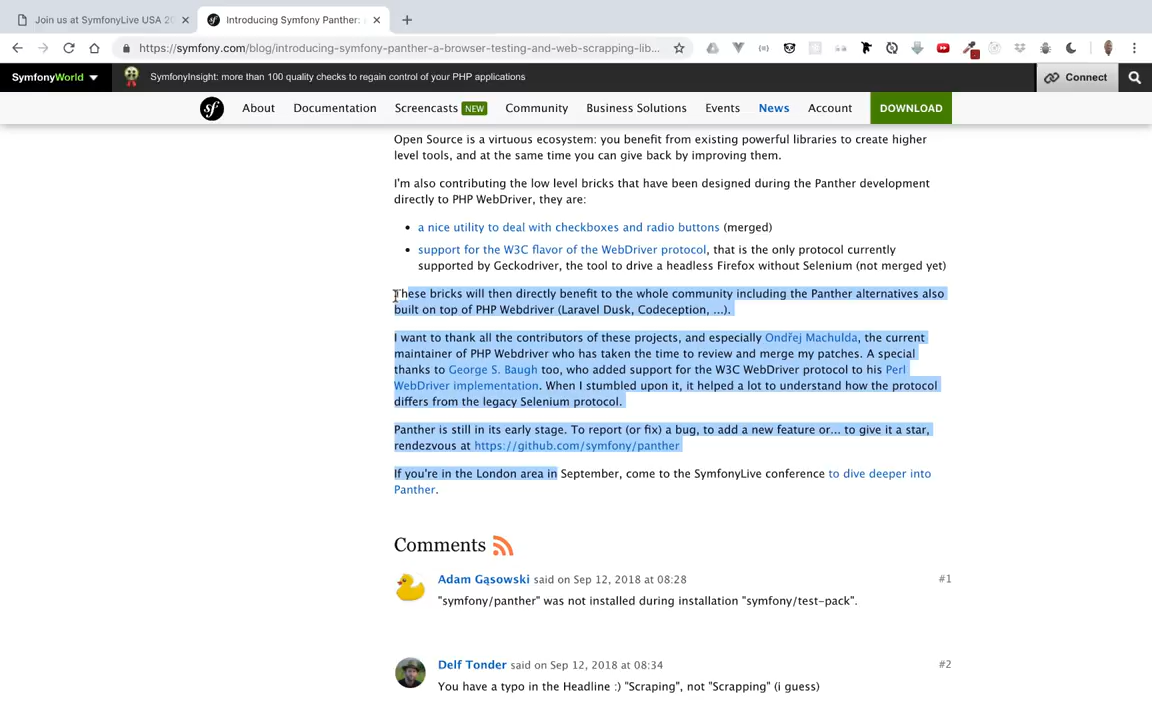 Join us at SymfonyLive USA 20
Introducing Symfony Panther:
https://symfony.com/blog/introducing-symfony-panther-a-browser-testing-and-web-scrapping-lib...
SymfonyWorld
SymfonyInsight: more than 100 quality checks to regain control of your PHP applications
Connect
sf About Documentation Screencasts NEW Community Business Solutions Events News Account DOWNLOAD
Open Source is a virtuous ecosystem: you benefit from existing powerful libraries to create higher
level tools, and at the same time you can give back by improving them.
I'm also contributing the low level bricks that have been designed during the Panther development
directly to PHP WebDriver, they are:
• a nice utility to deal with checkboxes and radio buttons (merged)
• support for the W3C flavor of the WebDriver protocol, that is the only protocol currently
supported by Geckodriver, the tool to drive a headless Firefox without Selenium (not merged yet)
These bricks will then directly benefit to the whole community including the Panther alternatives also
built on top of PHP Webdriver (Laravel Dusk, Codeception, ...).
I want to thank all the contributors of these projects, and especially Ondřej Machulda, the current
maintainer of PHP Webdriver who has taken the time to review and merge my patches. A special
thanks to George S. Baugh too, who added support for the W3C WebDriver protocol to his Perl
WebDriver implementation. When I stumbled upon it, it helped a lot to understand how the protocol
differs from the legacy Selenium protocol.
Panther is still in its early stage. To report (or fix) a bug, to add a new feature or... to give it a star,
rendezvous at https://github.com/symfony/panther
If you're in the London area in September, come to the SymfonyLive conference to dive deeper into
Panther.
Comments
Adam Gąsowski said on Sep 12, 2018 at 08:28 #1
"symfony/panther" was not installed during installation "symfony/test-pack".
Delf Tonder said on Sep 12, 2018 at 08:34 #2
You have a typo in the Headline :) "Scraping", not "Scrapping" (i guess)